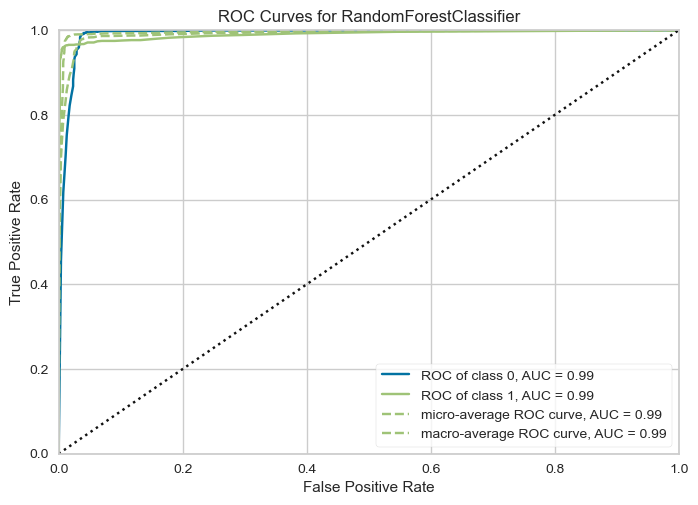 ROC Curves for RandomForestClassifier
True Positive Rate
1.0
0.8
0.6
0.4
0.2
0.0
ROC of class 0, AUC = 0.99
ROC of class 1, AUC = 0.99
micro-average ROC curve, AUC = 0.99
macro-average ROC curve, AUC = 0.99
0.0 0.2 0.4 0.6 0.8 1.0
False Positive Rate